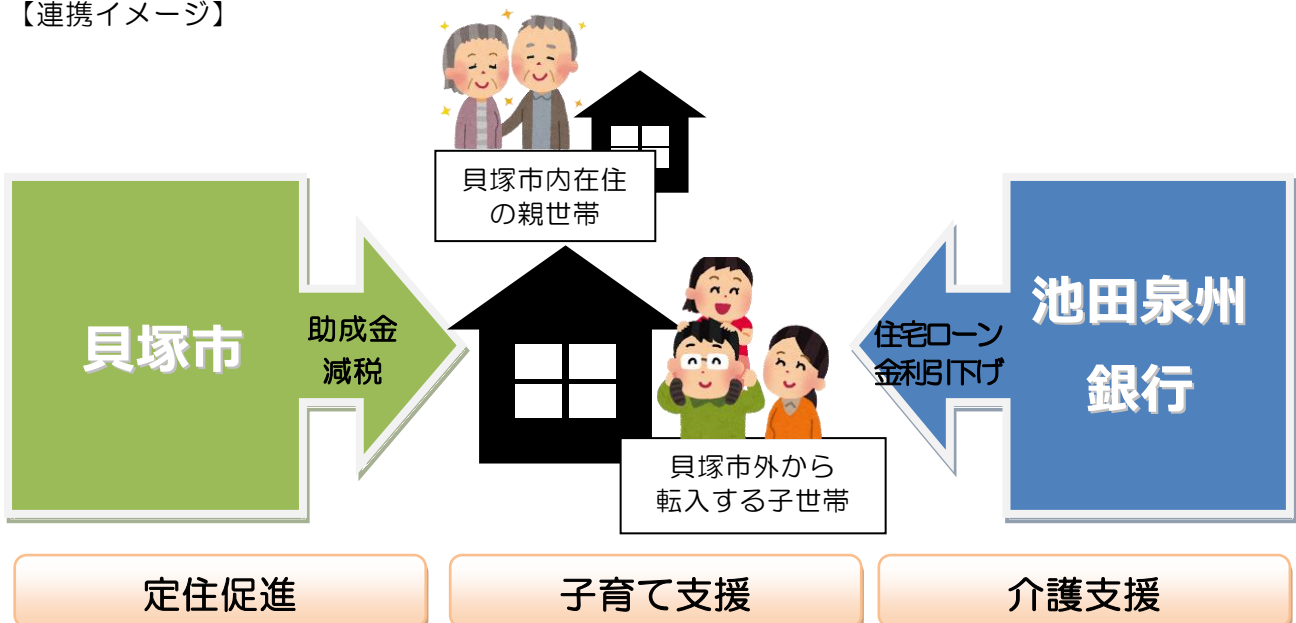 【連携イメージ】
貝塚市内在住
の親世帯
貝塚市
助成金
減税
住宅ローン
金利引下げ
池田泉州
銀行
貝塚市外から
転入する子世帯
定住促進
子育て支援
介護支援